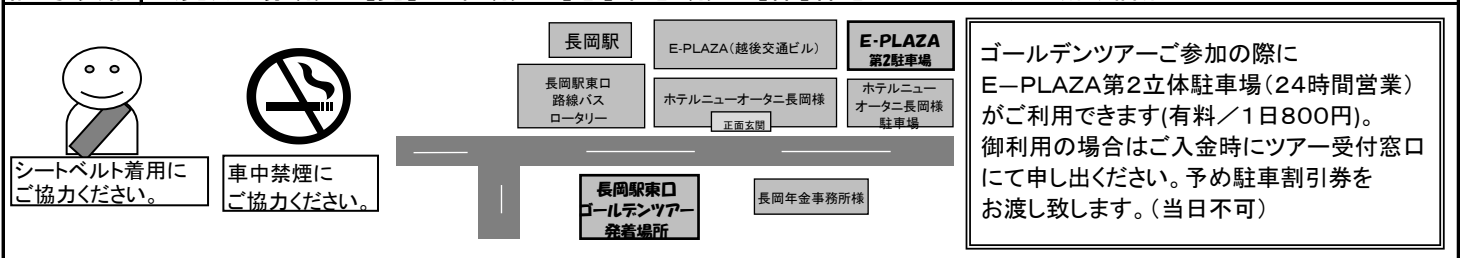 シートベルト着用に
ご協力ください。
車中禁煙に
ご協力ください。
長岡駅
E-PLAZA(越後交通ビル)
E-PLAZA
第2駐車場
長岡駅東口
路線バス
ロータリー
ホテルニューオータニ長岡様
正面玄関
ホテルニュー
オータニ長岡様
駐車場
長岡駅東口
ゴールデンツアー
発着場所
長岡年金事務所様
ゴールデンツアーご参加の際に
E-PLAZA第2立体駐車場(24時間営業)
がご利用できます(有料/1日800円)。
御利用の場合はご入金時にツアー受付窓口
にて申し出ください。予め駐車割引券を
お渡し致します。(当日不可)